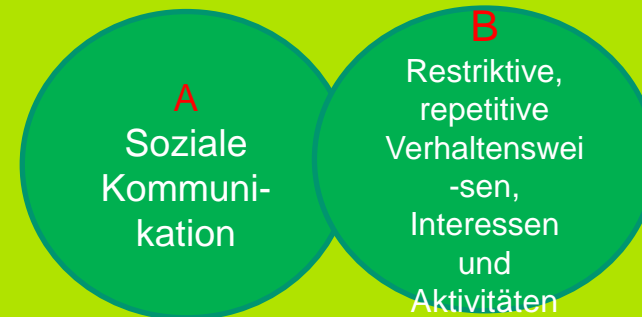 A
Soziale
Kommuni-
kation
B
Restriktive,
repetitive
Verhaltenswei
-sen,
Interessen
und
Aktivitäten